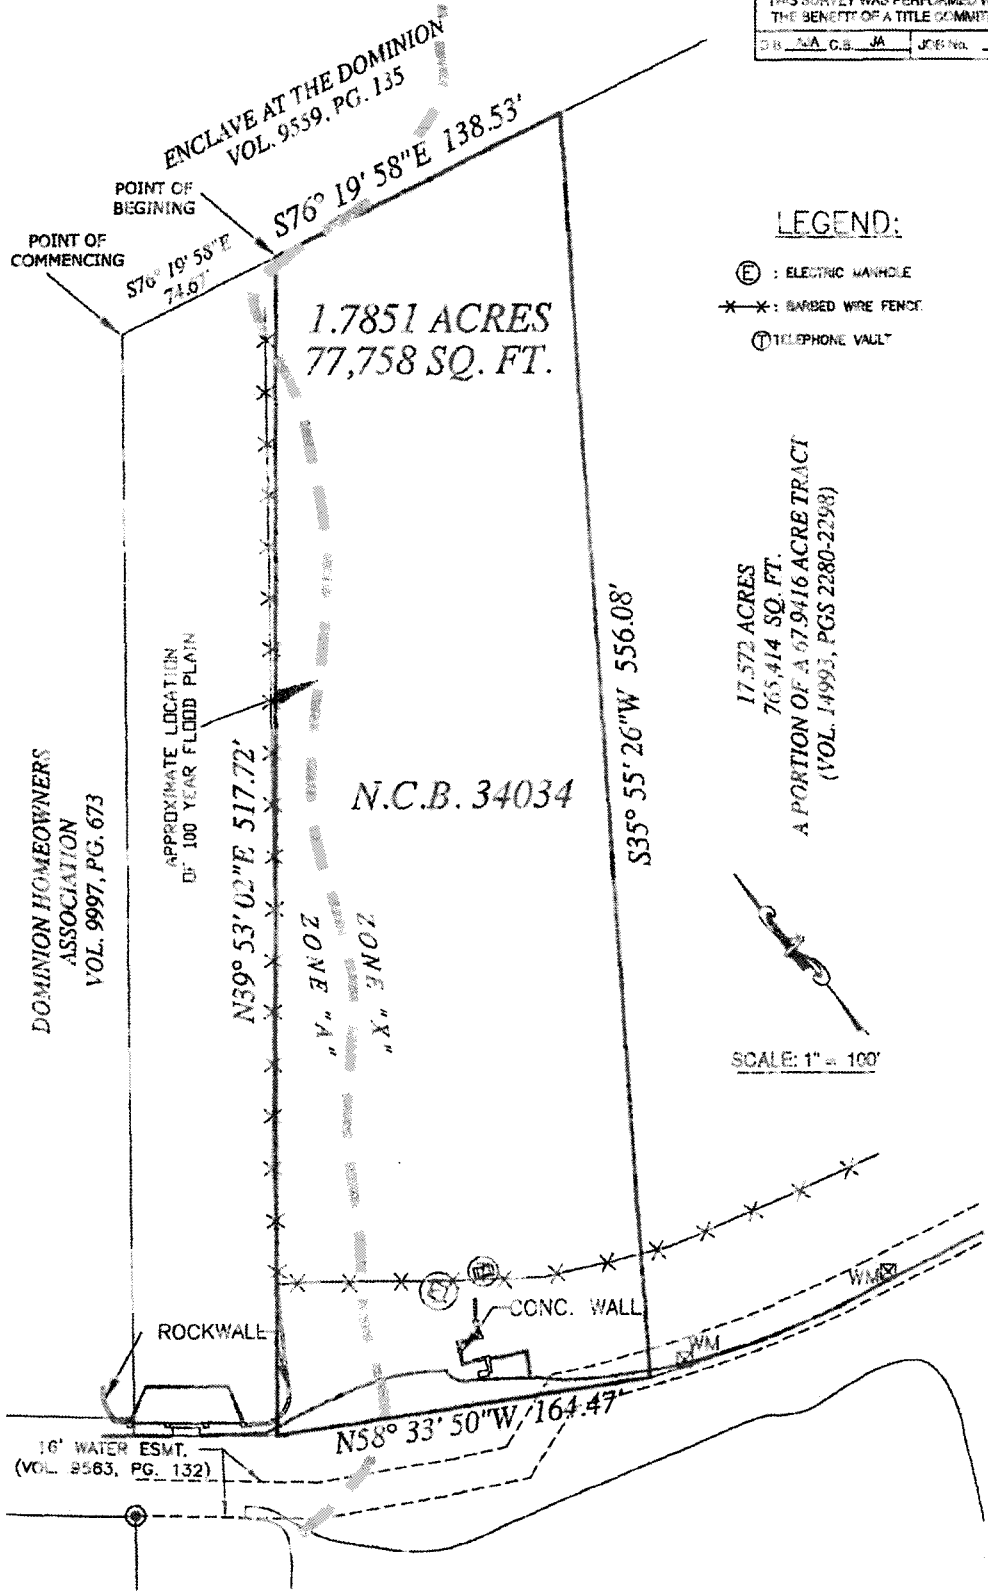 THIS SURVEY WAS PERFORMED
THE BENEFIT OF A TITLE
C.B. JA JOB No.
ENCLAVE AT THE DOMINION
VOL. 9559, PG. 135
POINT OF
BEGINING
S76° 19' 58"E 138.53'
POINT OF
COMMENCING
S76° 19' 58"E
74.67'
LEGEND:
E : ELECTRIC MANHOLE
: BARBED WIRE FENCE
T TELEPHONE VAULT
1.7851 ACRES
77,758 SQ. FT.
17.572 ACRES
765,414 SQ. FT.
A PORTION OF A 67.9416 ACRE TRACT
(VOL. 14993, PGS 2280-2298)
APPROXIMATE LOCATION
OF 100 YEAR FLOOD PLAIN
S35° 55' 26"W 556.08'
N.C.B. 34034
DOMINION HOMEOWNERS
ASSOCIATION
VOL. 9997, PG. 673
N39° 53' 02"E 517.72'
ZONE "A"
ZONE "X"
SCALE: 1" = 100'
WM
CONC. WALL
ROCKWALL
WM
N58° 33' 50"W 164.47'
16' WATER ESMT.
(VOL. 9563, PG. 132)